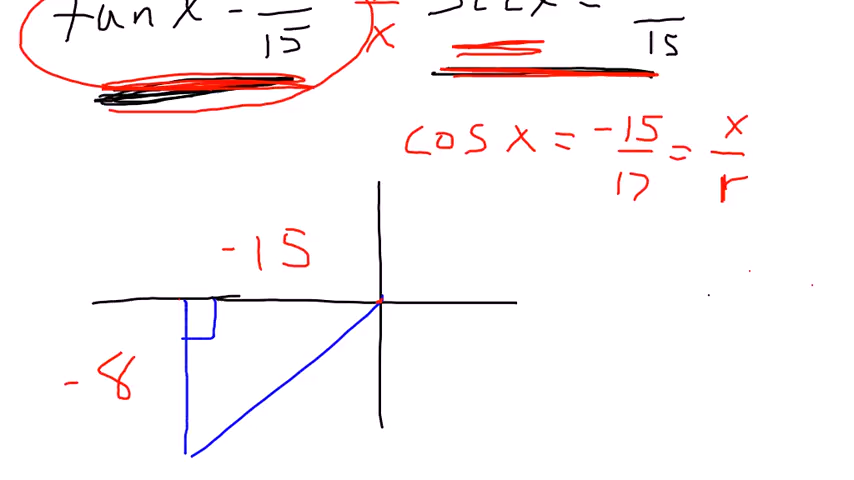 tan x = — 15 x sec x = — 15
cos x = -15/17 = x/r
-15
-8